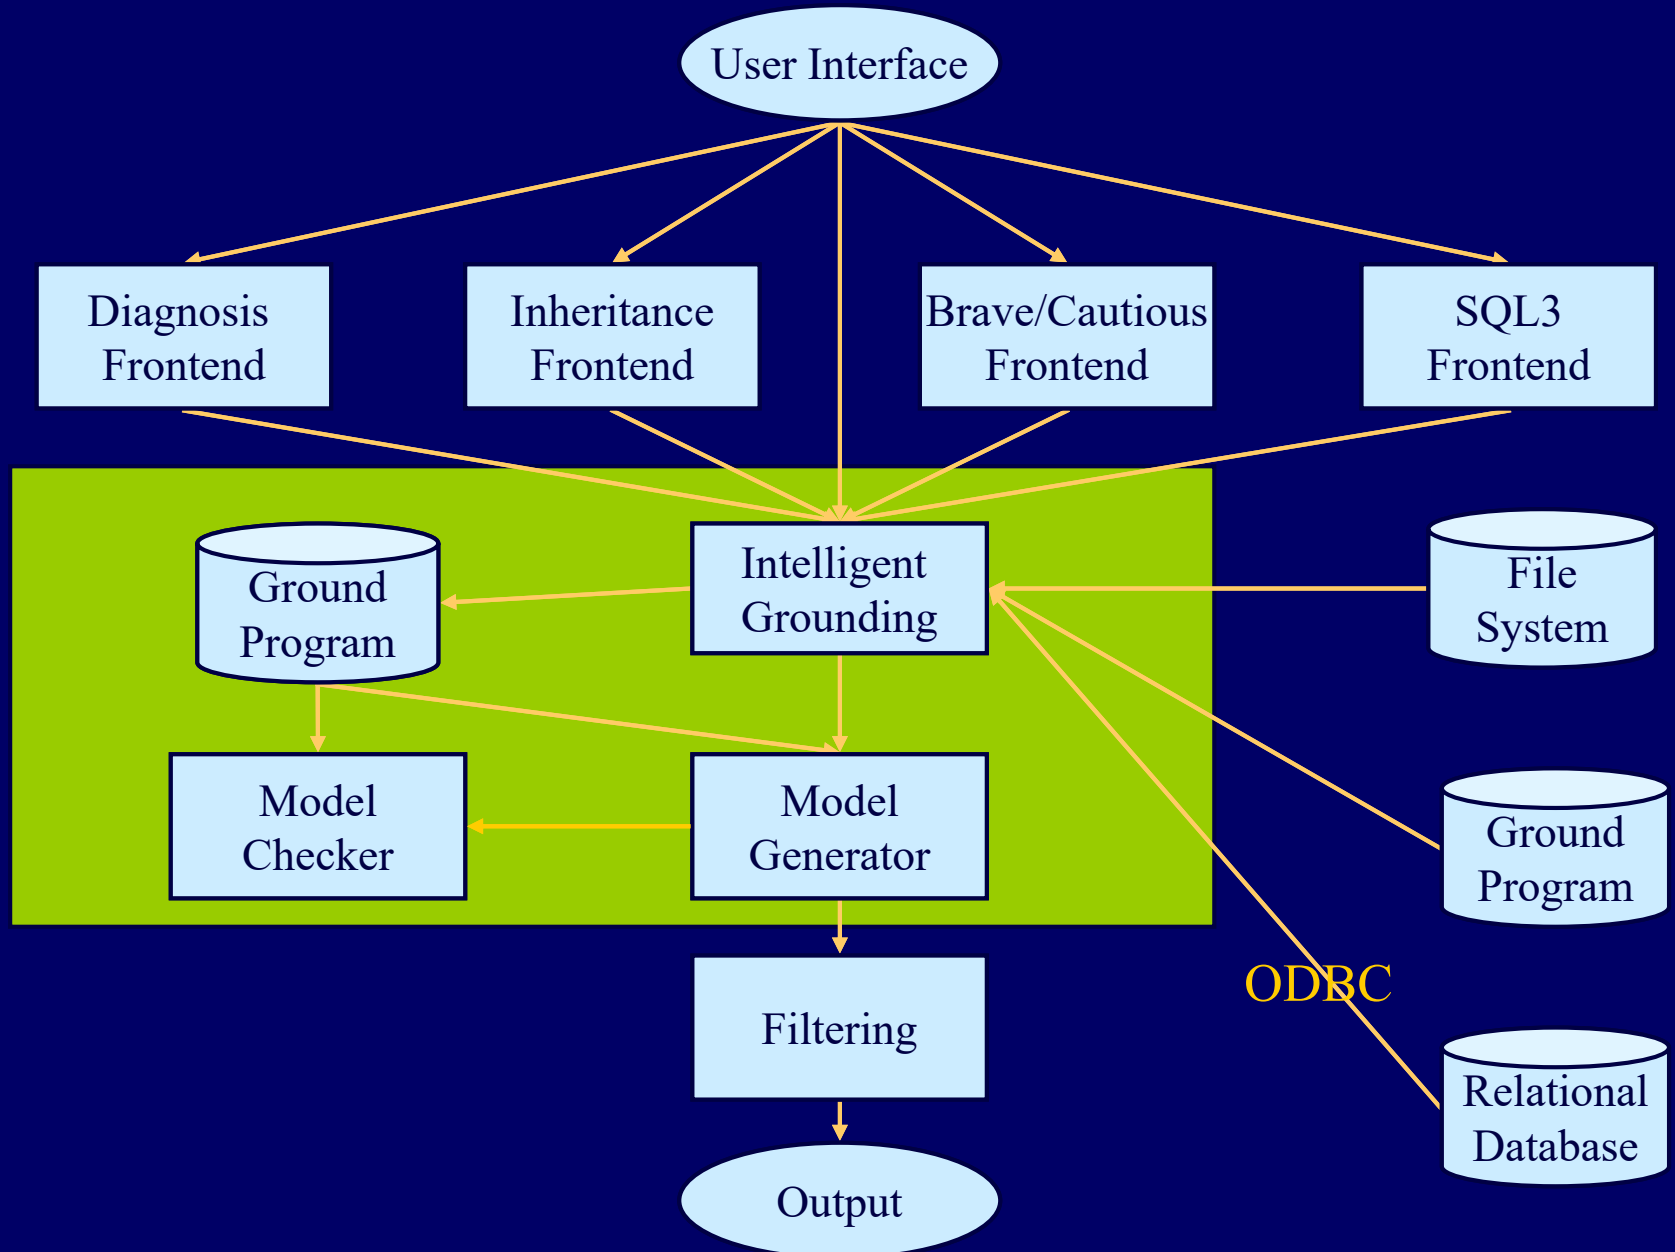 User Interface
Diagnosis
Frontend
Inheritance
Frontend
Brave/Cautious
Frontend
SQL3
Frontend
Ground
Program
Intelligent
Grounding
File
System
Model
Checker
Model
Generator
Ground
Program
ODBC
Filtering
Relational
Database
Output